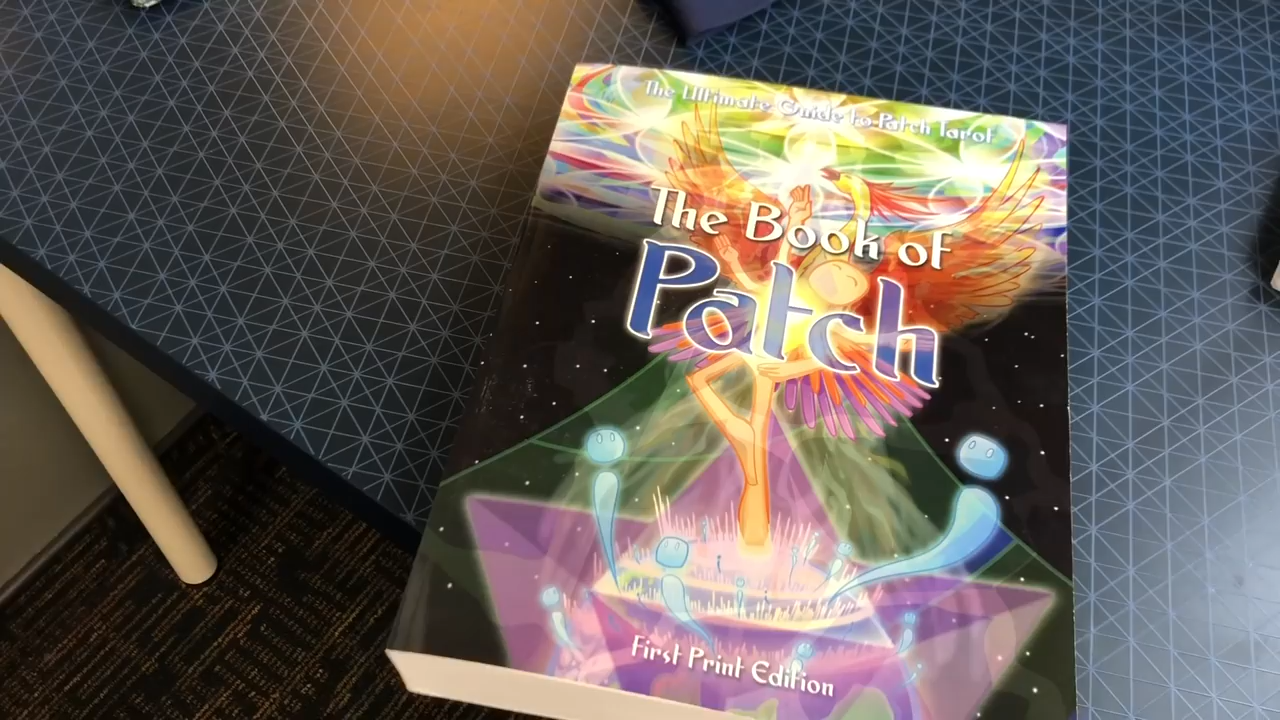 The Ultimate Guide to Patch Tarot
The Book of
Patch
First Print Edition